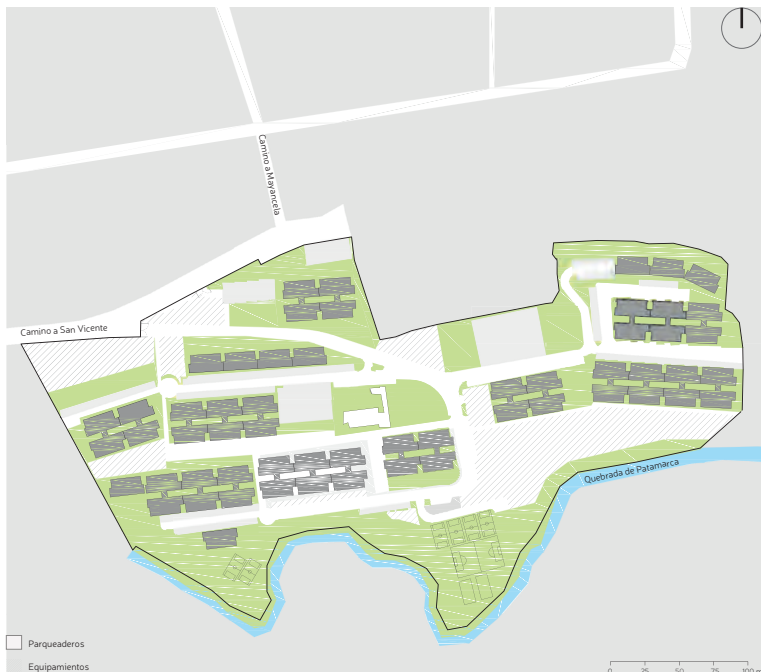 Camino a Mayancela
Camino a San Vicente
Quebrada de Patamarca
Parqueaderos
Equipamientos
0 25 50 75 100 m